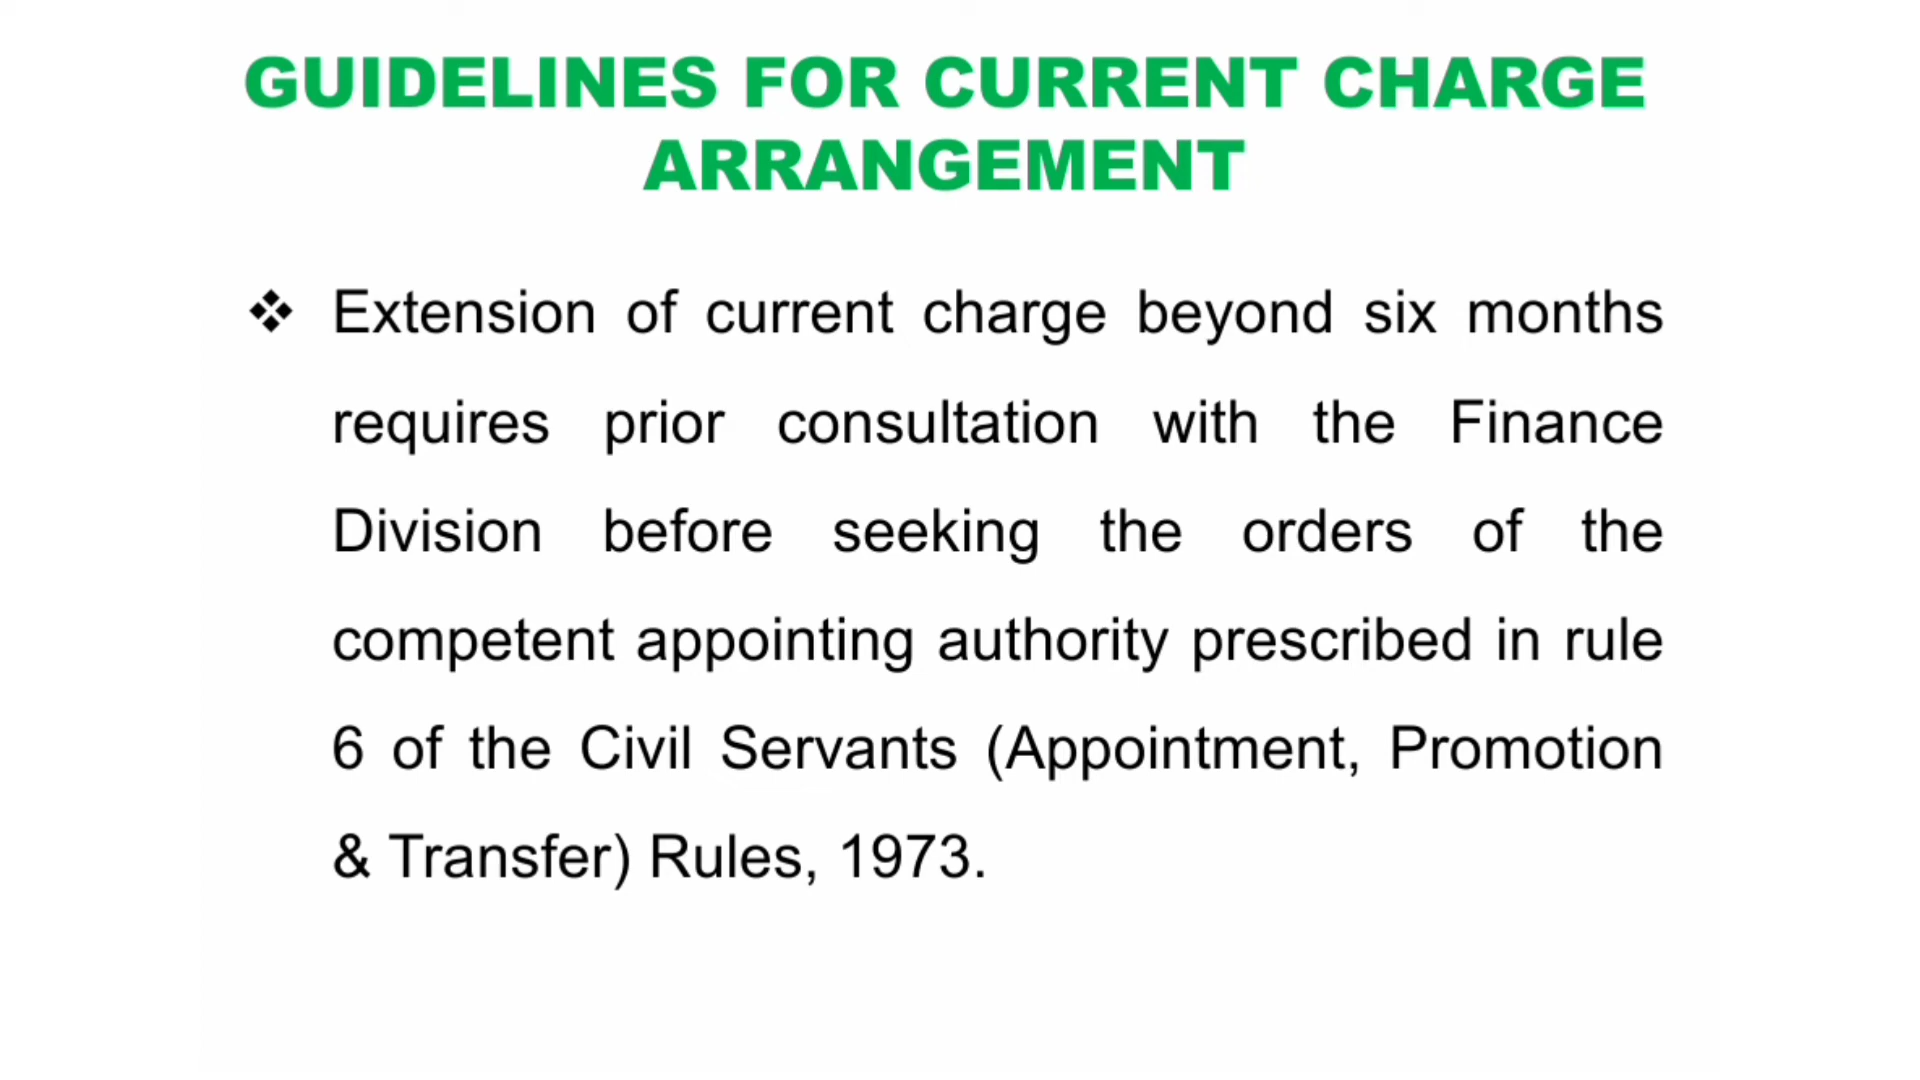 GUIDELINES FOR CURRENT CHARGE
ARRANGEMENT
❖ Extension of current charge beyond six months
requires prior consultation with the Finance
Division before seeking the orders of the
competent appointing authority prescribed in rule
6 of the Civil Servants (Appointment, Promotion
& Transfer) Rules, 1973.